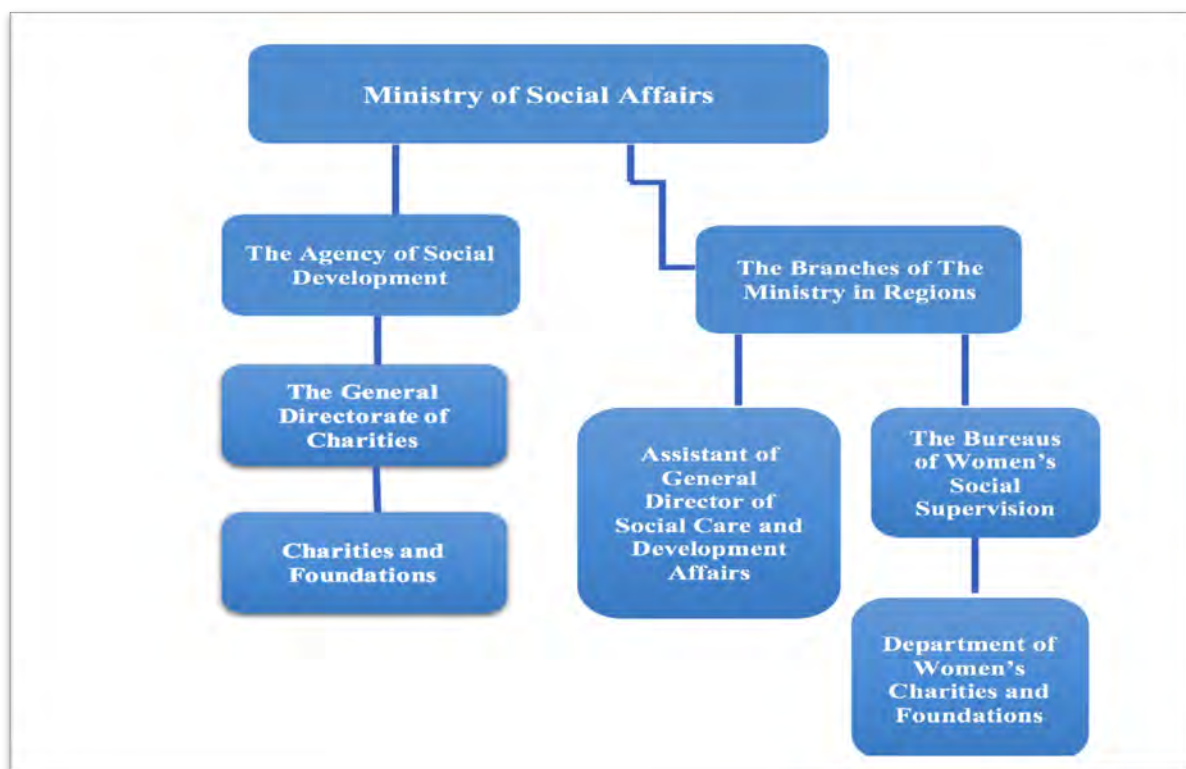 Ministry of Social Affairs
The Agency of Social
Development
The Branches of The
Ministry in Regions
The General
Directorate of
Charities
Assistant of
General
Director of
Social Care and
Development
Affairs
The Bureaus
of Women's
Social
Supervision
Charities and
Foundations
Department of
Women's
Charities and
Foundations